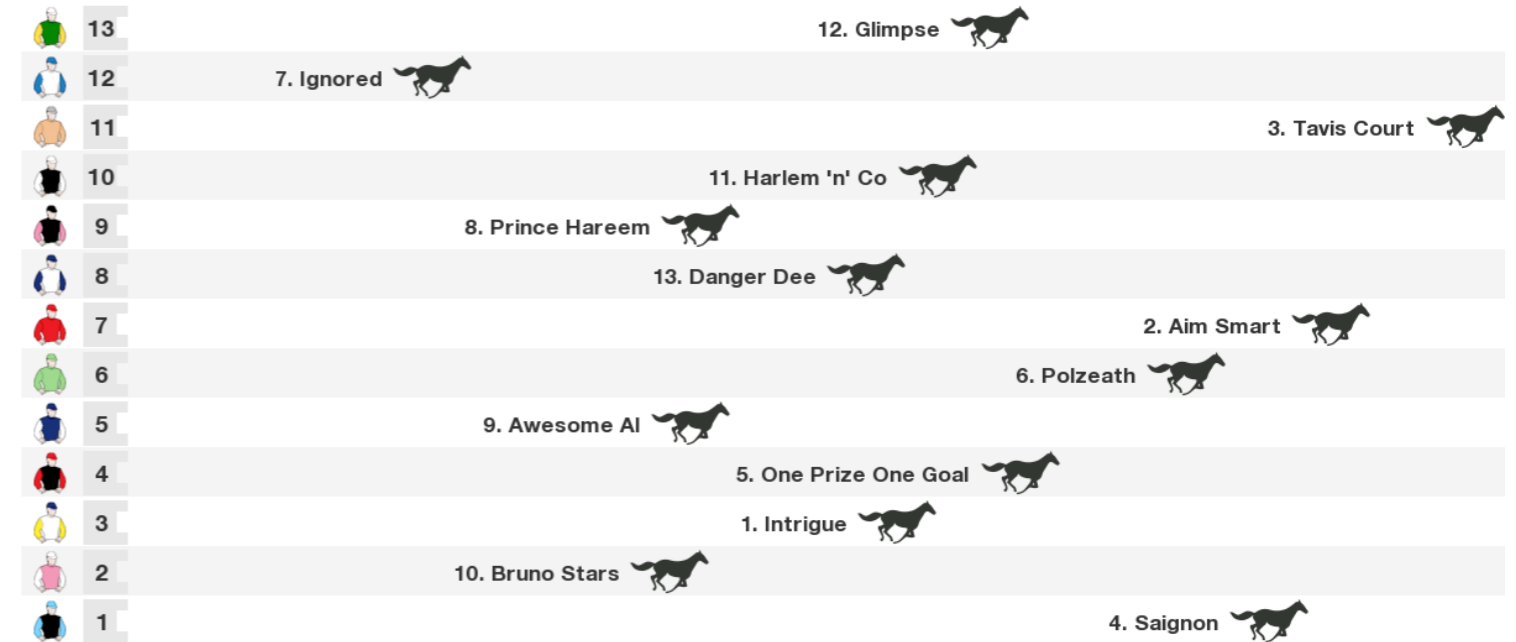 13 12. Glimpse
12 7. Ignored
11 3. Tavis Court
10 11. Harlem 'n' Co
9 8. Prince Hareem
8 13. Danger Dee
7 2. Aim Smart
6 6. Polzeath
5 9. Awesome Al
4 5. One Prize One Goal
3 1. Intrigue
2 10. Bruno Stars
1 4. Saignon